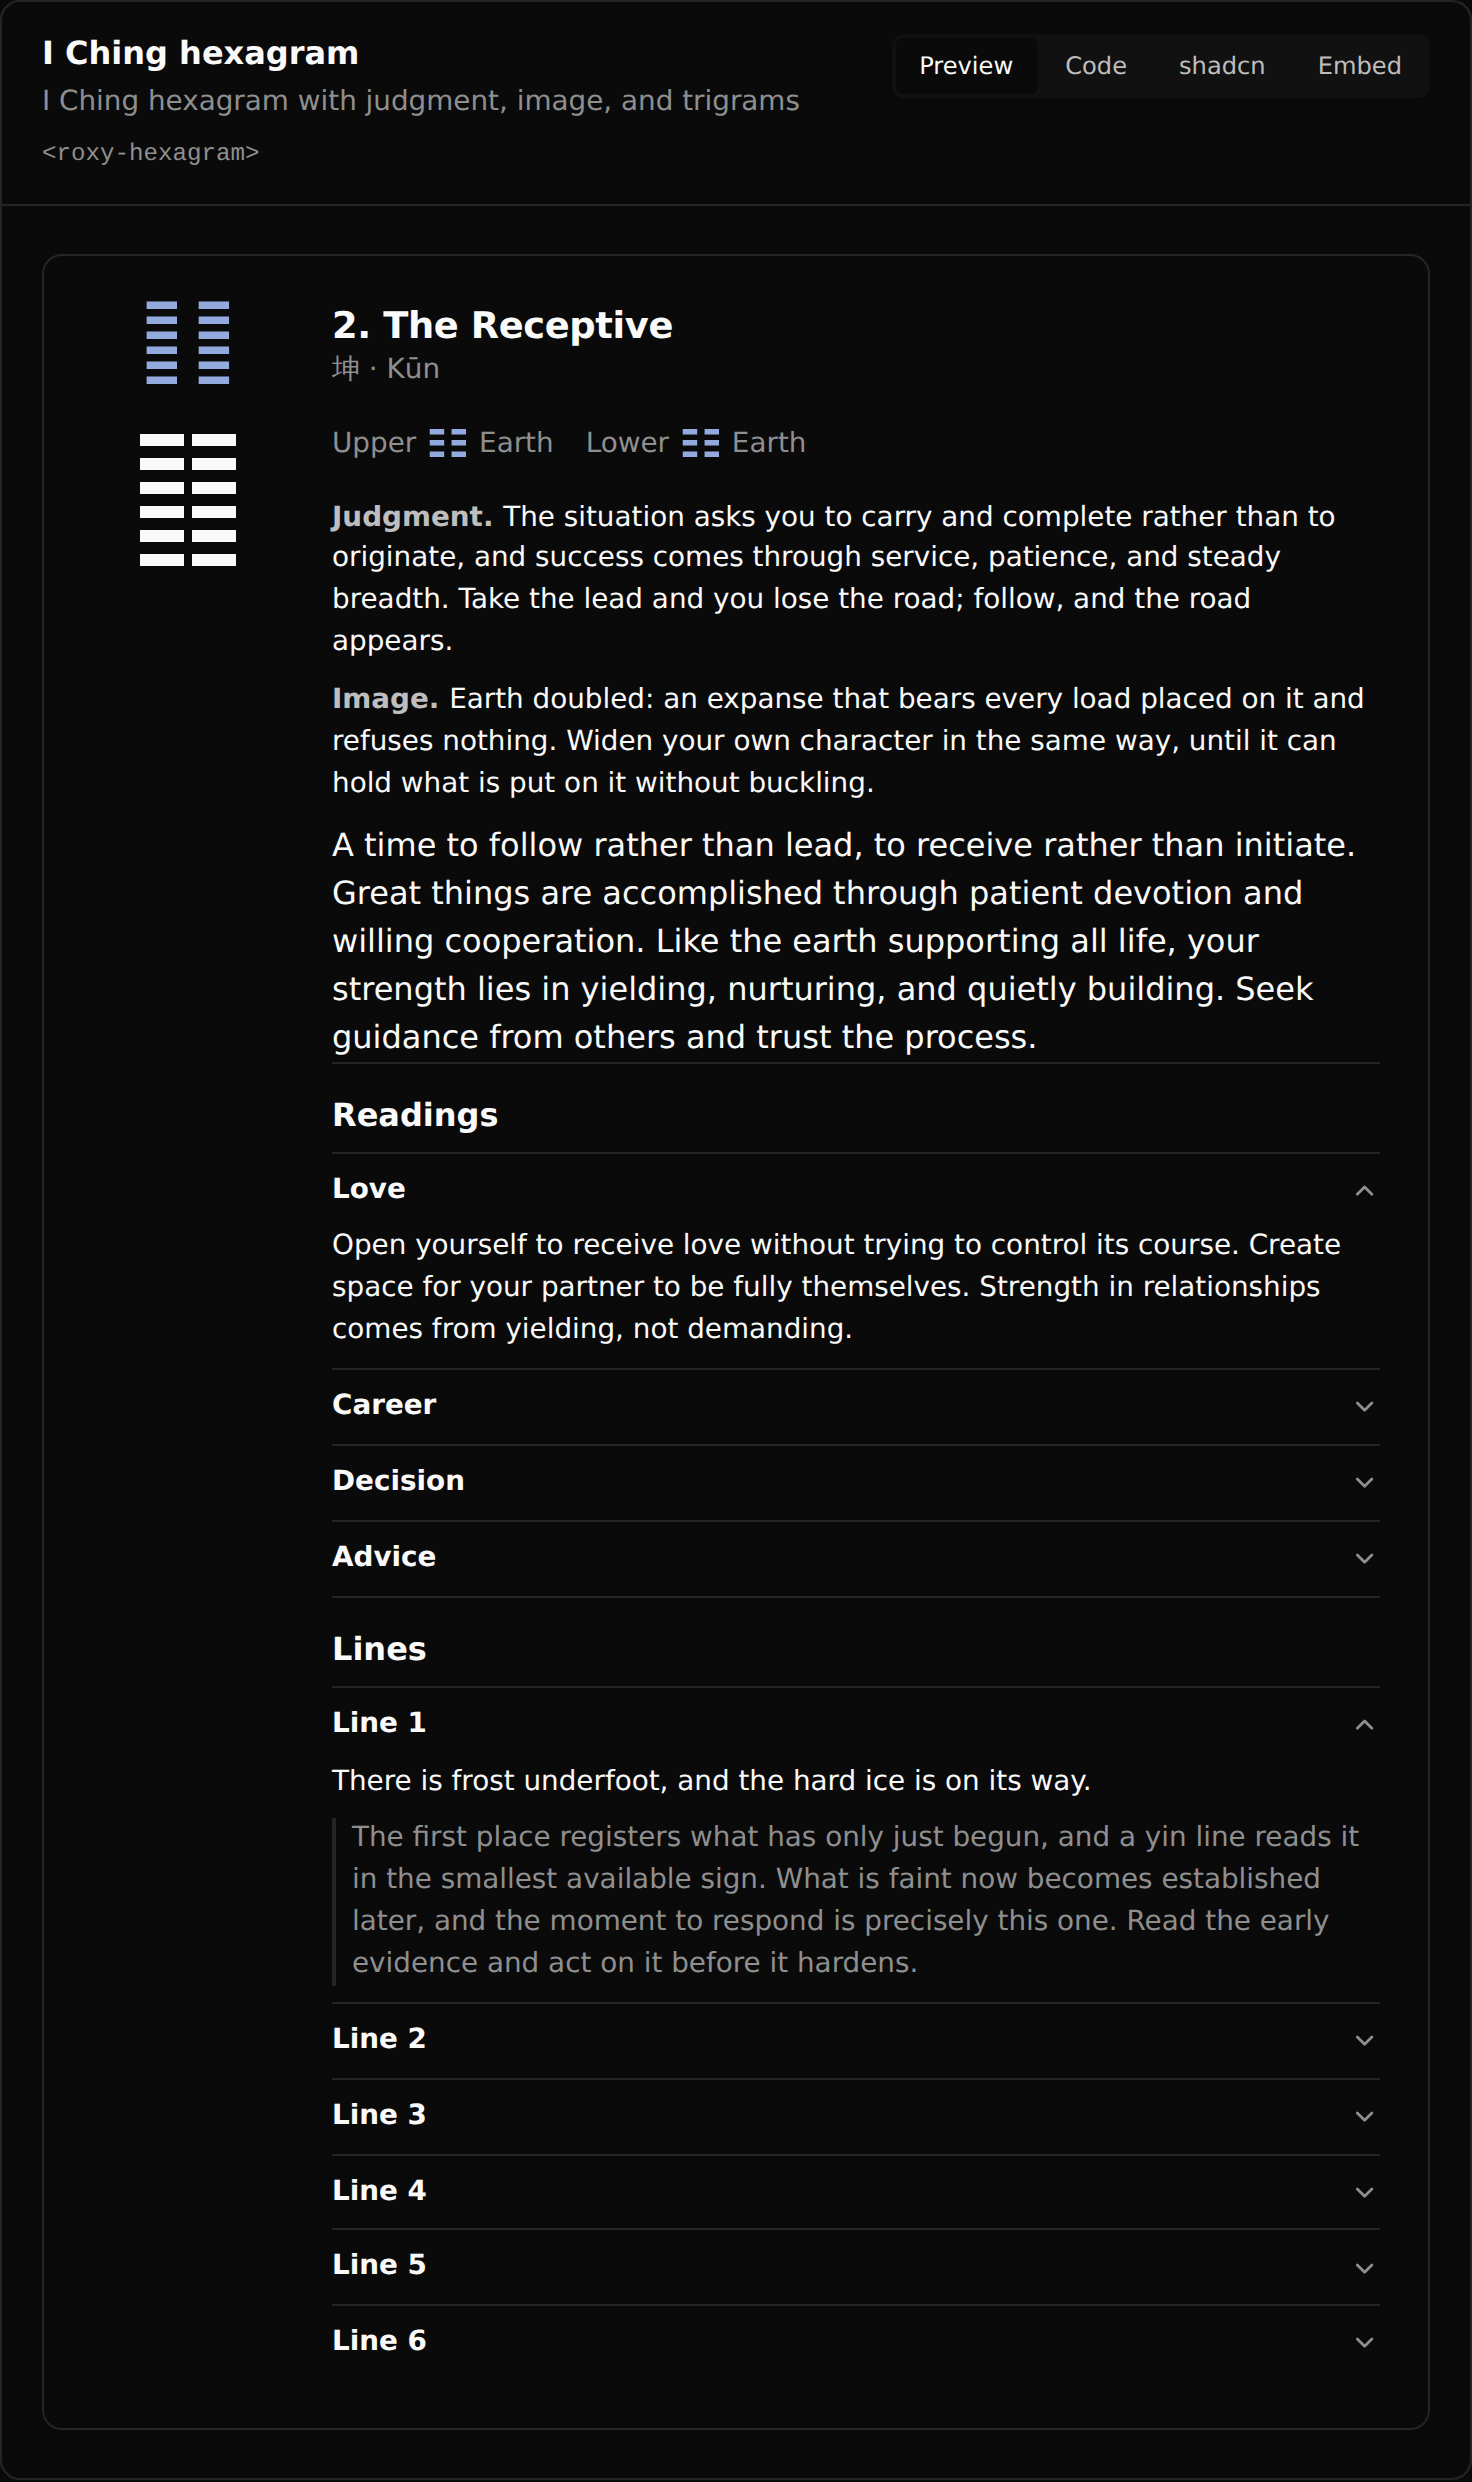 I Ching hexagram
I Ching hexagram with judgment, image, and trigrams
<roxy-hexagram>
Preview Code shadcn Embed
2. The Receptive
坤 · Kūn
Upper Earth Lower Earth
Judgment. The situation asks you to carry and complete rather than to
originate, and success comes through service, patience, and steady
breadth. Take the lead and you lose the road; follow, and the road
appears.
Image. Earth doubled: an expanse that bears every load placed on it and
refuses nothing. Widen your own character in the same way, until it can
hold what is put on it without buckling.
A time to follow rather than lead, to receive rather than initiate.
Great things are accomplished through patient devotion and
willing cooperation. Like the earth supporting all life, your
strength lies in yielding, nurturing, and quietly building. Seek
guidance from others and trust the process.
Readings
Love
Open yourself to receive love without trying to control its course. Create
space for your partner to be fully themselves. Strength in relationships
comes from yielding, not demanding.
Career
Decision
Advice
Lines
Line 1
There is frost underfoot, and the hard ice is on its way.
The first place registers what has only just begun, and a yin line reads it
in the smallest available sign. What is faint now becomes established
later, and the moment to respond is precisely this one. Read the early
evidence and act on it before it hardens.
Line 2
Line 3
Line 4
Line 5
Line 6